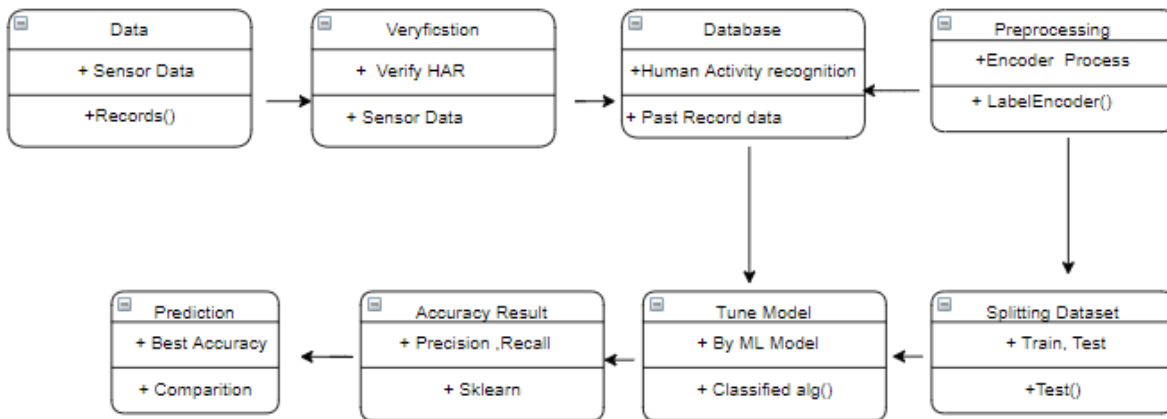 Data
+ Sensor Data
+Records()
Veryficstion
+ Verify HAR
+ Sensor Data
Database
+Human Activity recognition
+ Past Record data
Preprocessing
+Encoder Process
+ LabelEncoder()
Prediction
+ Best Accuracy
+ Comparition
Accuracy Result
+ Precision ,Recall
+ Sklearn
Tune Model
+ By ML Model
+ Classified alg()
Splitting Dataset
+ Train, Test
+Test()